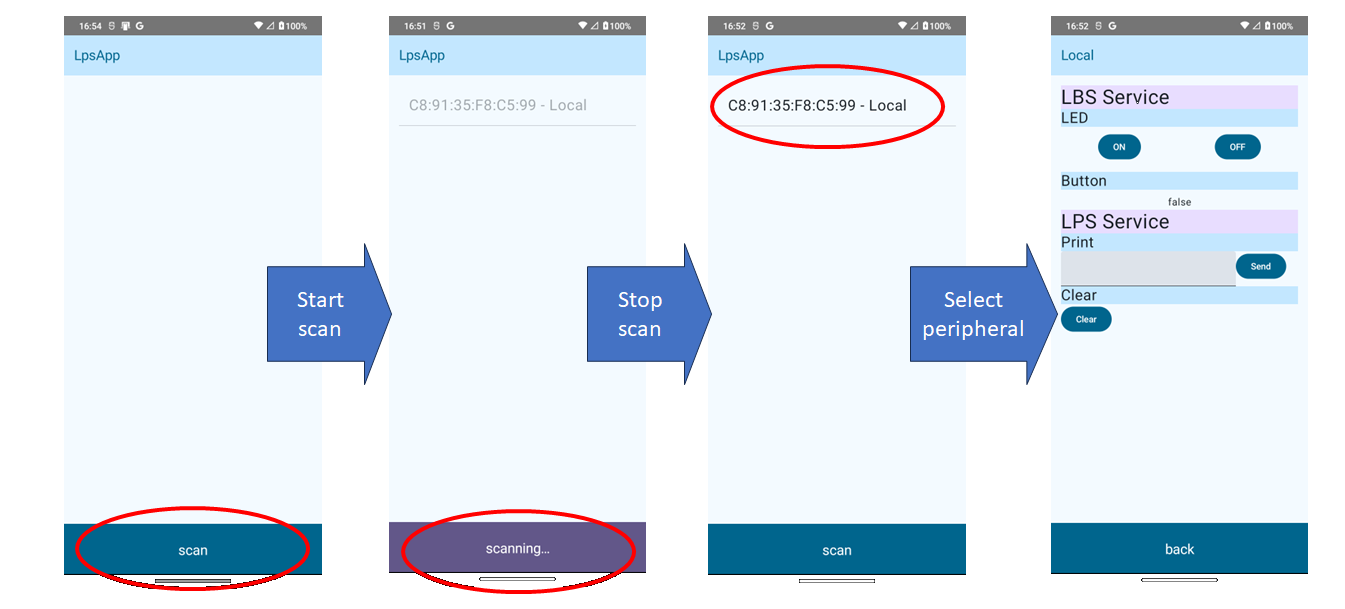 16:54 G 100%
LpsApp
scan
Start
scan
16:51 G 100%
LpsApp
C8:91:35:F8:C5:99 - Local
scanning...
Stop
scan
16:52 G 100%
LpsApp
C8:91:35:F8:C5:99 - Local
scan
Select
peripheral
16:52 G 100%
Local
LBS Service
LED
ON OFF
Button
false
LPS Service
Print
Send
Clear
Clear
back